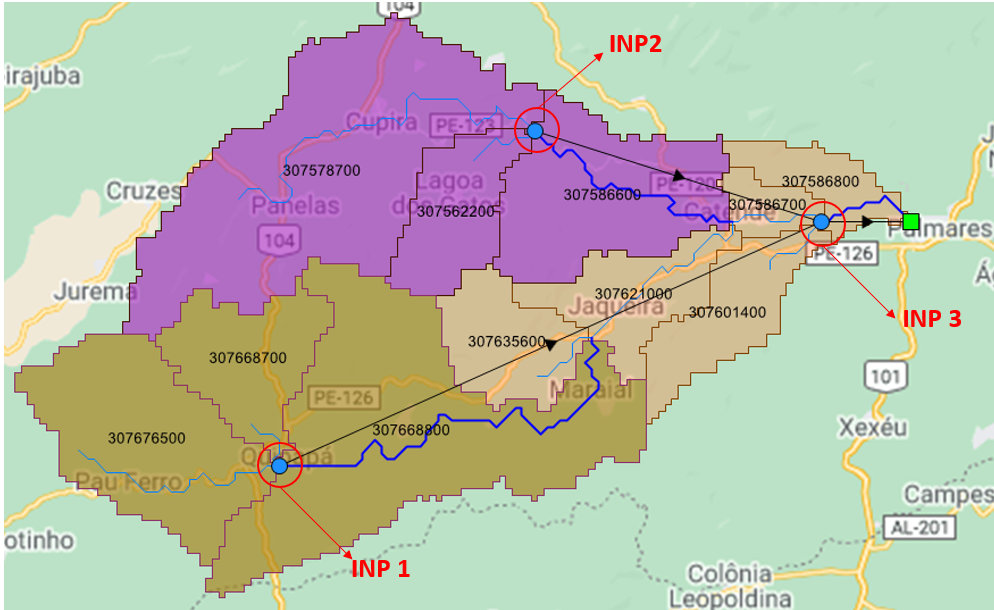 104
INP2
irajuba
Cupira
PE-123
307578700
Cruzes
Lagoa
dos Gatos
Panelas
307562200
307586600
PE-120
307586800
307586700
Catende
Palmares
104
PE-126
Jurema
307621000
Jaqueira
307601400
INP 3
307635600
307668700
101
PE-126
Maraial
Xexéu
307676500
307668800
Quipapá
Pau Ferro
Campes
AL-201
otinho
INP 1
Colônia
Leopoldina